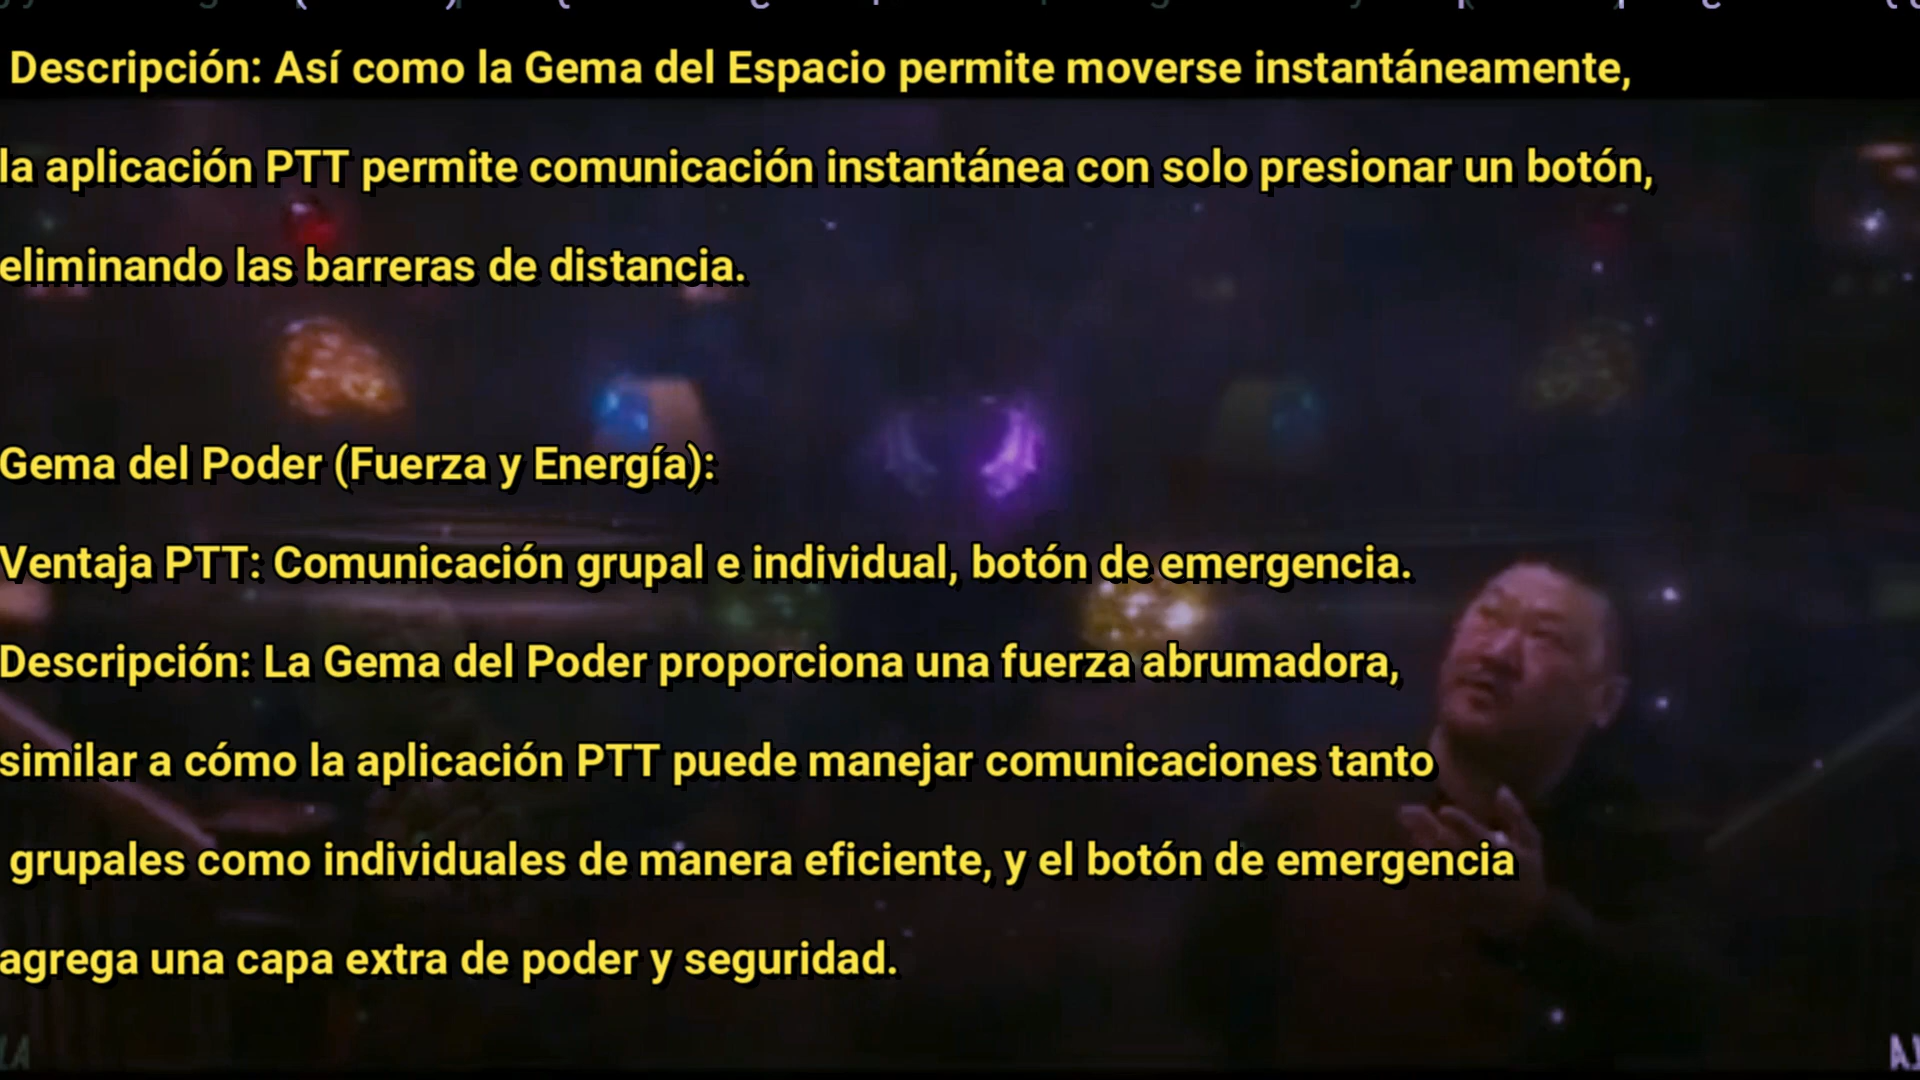 Descripción: Así como la Gema del Espacio permite moverse instantáneamente,
la aplicación PTT permite comunicación instantánea con solo presionar un botón,
eliminando las barreras de distancia.
Gema del Poder (Fuerza y Energía):
Ventaja PTT: Comunicación grupal e individual, botón de emergencia.
Descripción: La Gema del Poder proporciona una fuerza abrumadora,
similar a cómo la aplicación PTT puede manejar comunicaciones tanto
grupales como individuales de manera eficiente, y el botón de emergencia
agrega una capa extra de poder y seguridad.